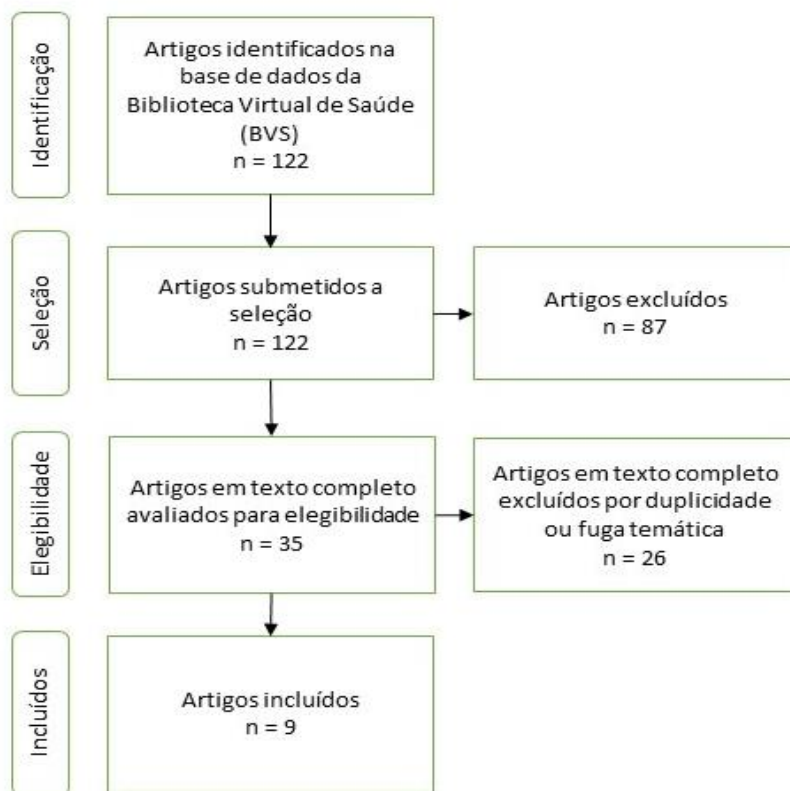 Identificação
Artigos identificados na
base de dados da
Biblioteca Virtual de Saúde
(BVS)
n = 122
Seleção
Artigos submetidos a
seleção
n = 122
Artigos excluídos
n = 87
Elegibilidade
Artigos em texto completo
avaliados para elegibilidade
n = 35
Artigos em texto completo
excluídos por duplicidade
ou fuga temática
n = 26
Incluídos
Artigos incluídos
n = 9